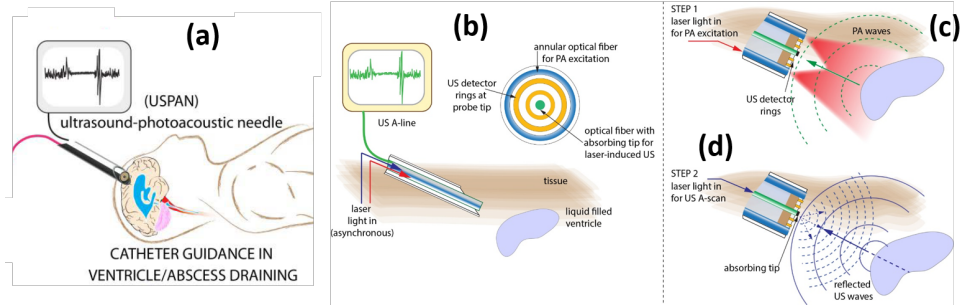 (a)
(USPAN)
ultrasound-photoacoustic needle
CATHETER GUIDANCE IN
VENTRICLE/ABSCESS DRAINING
(b)
US A-line
annular optical fiber
for PA excitation
US detector
rings at
probe tip
optical fiber with
absorbing tip for
laser-induced US
tissue
laser
light in
(asynchronous)
liquid filled
ventricle
(c)
STEP 1
laser light in
for PA excitation
PA waves
US detector
rings
(d)
STEP 2
laser light in
for US A-scan
absorbing tip
reflected
US waves